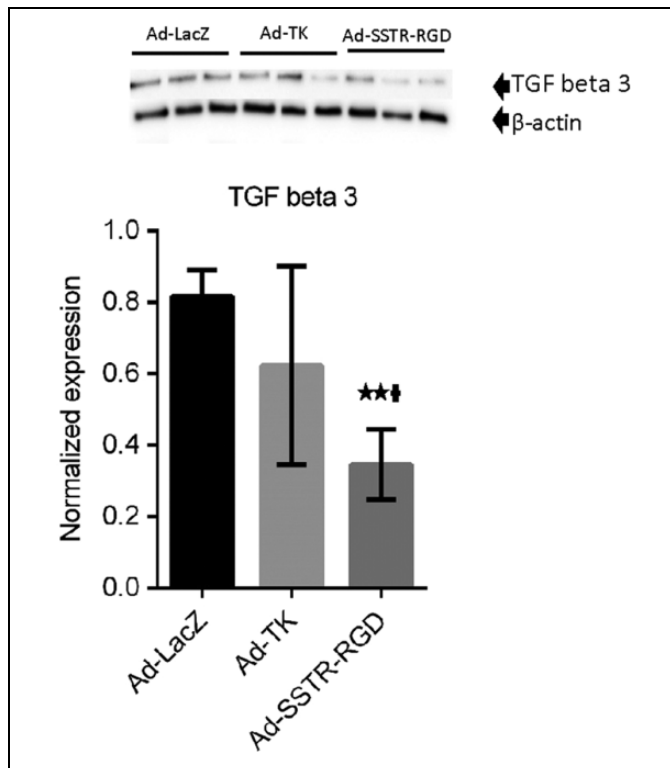 Ad-LacZ Ad-TK Ad-SSTR-RGD
TGF beta 3
β-actin
TGF beta 3
Normalized expression
1.0
0.8
0.6
0.4
0.2
0.0
★★ǂ
Ad-LacZ
Ad-TK
Ad-SSTR-RGD